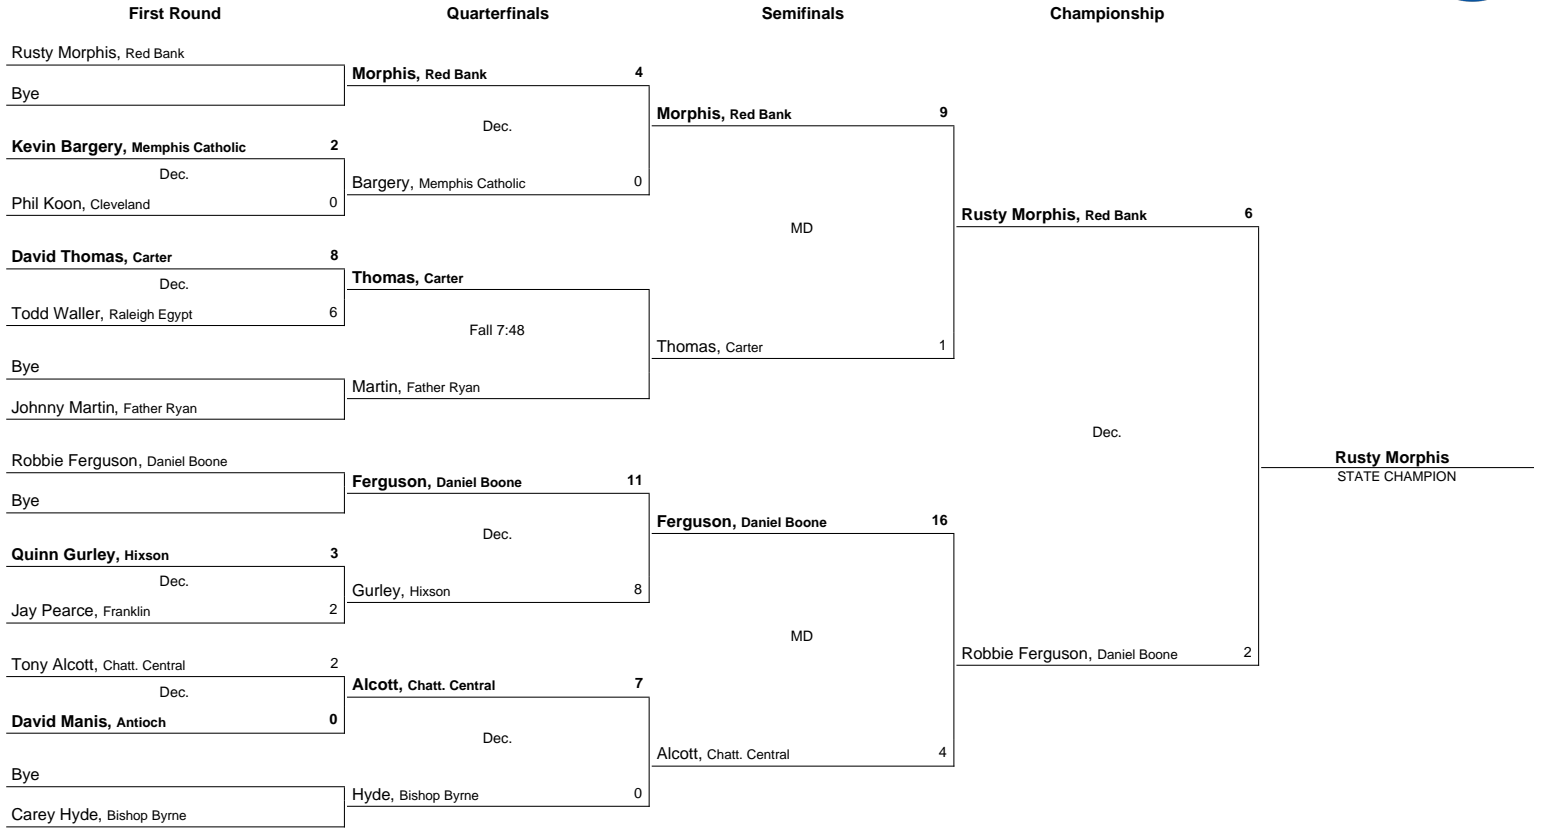 First Round
Quarterfinals
Semifinals
Championship
Rusty Morphis, Red Bank
Bye
Kevin Bargery, Memphis Catholic 2
Dec.
Phil Koon, Cleveland 0
David Thomas, Carter 8
Dec.
Todd Waller, Raleigh Egypt 6
Bye
Johnny Martin, Father Ryan
Robbie Ferguson, Daniel Boone
Bye
Quinn Gurley, Hixson 3
Dec.
Jay Pearce, Franklin 2
Tony Alcott, Chatt. Central 2
Dec.
David Manis, Antioch 0
Bye
Carey Hyde, Bishop Byrne
Morphis, Red Bank 4
Dec.
Bargery, Memphis Catholic 0
Thomas, Carter
Fall 7:48
Martin, Father Ryan
Ferguson, Daniel Boone 11
Dec.
Gurley, Hixson 8
Alcott, Chatt. Central 7
Dec.
Hyde, Bishop Byrne 0
Morphis, Red Bank 9
MD
Thomas, Carter 1
Ferguson, Daniel Boone 16
MD
Alcott, Chatt. Central 4
Rusty Morphis, Red Bank 6
Dec.
Robbie Ferguson, Daniel Boone 2
Rusty Morphis
STATE CHAMPION